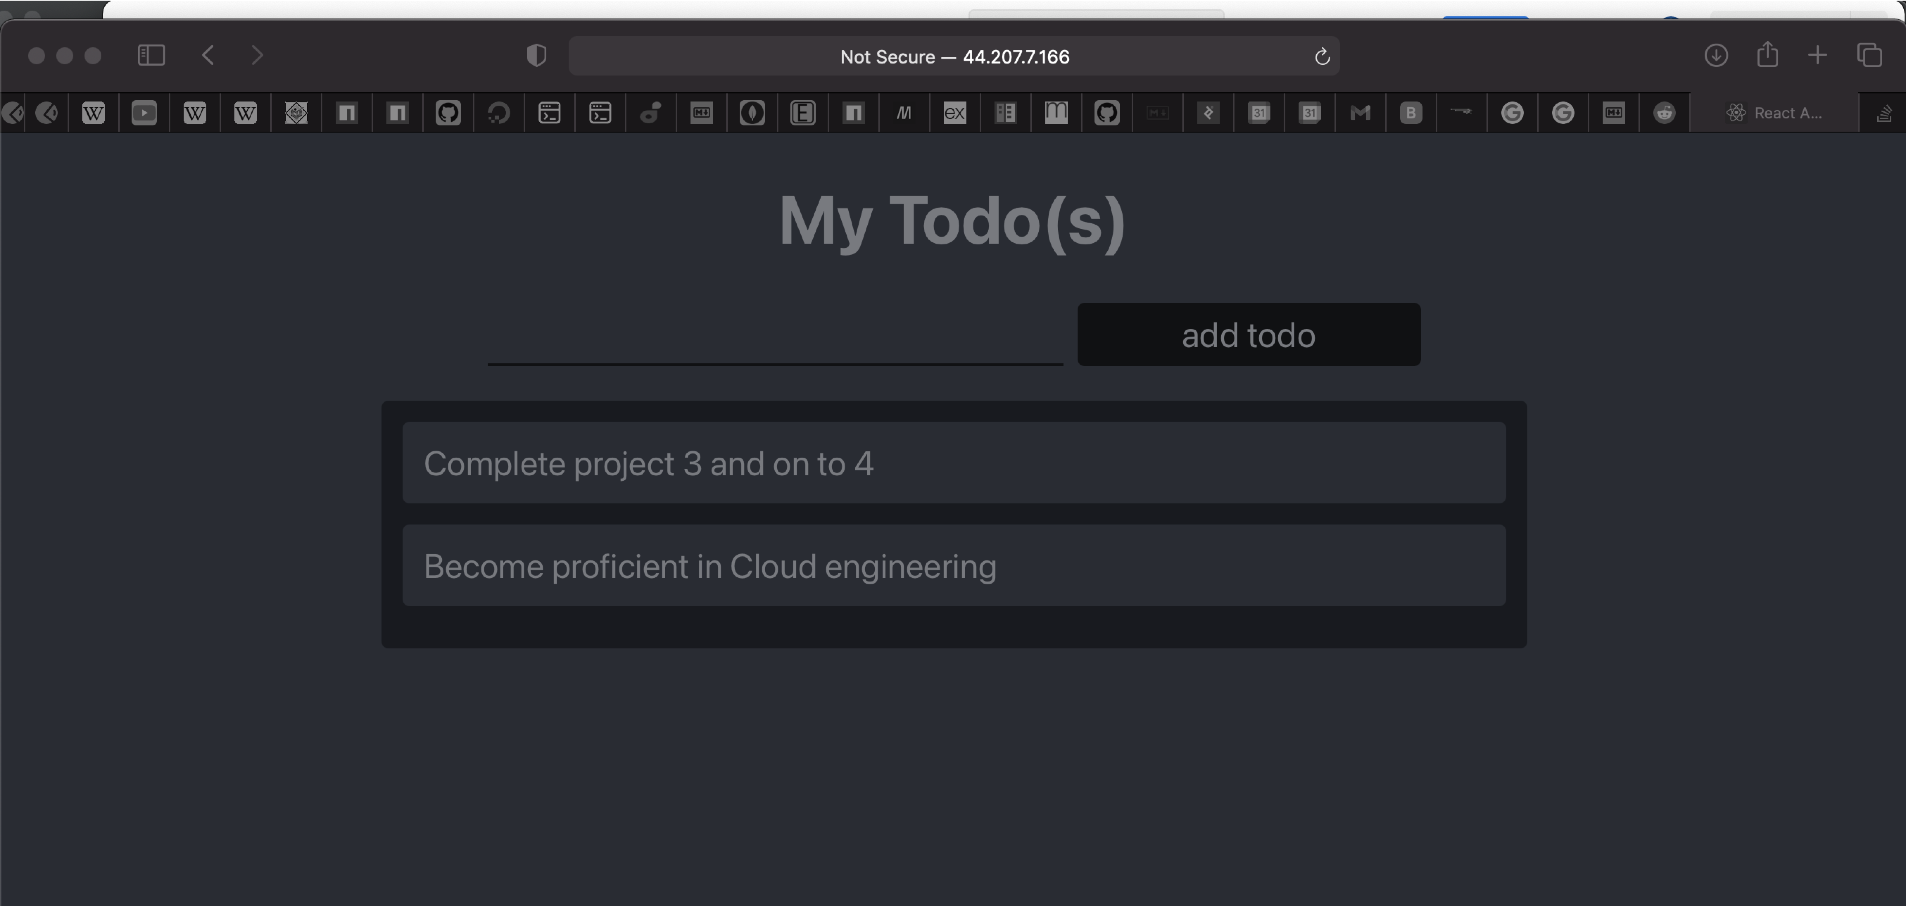 Not Secure — 44.207.7.166
React A...
My Todo(s)
add todo
Complete project 3 and on to 4
Become proficient in Cloud engineering